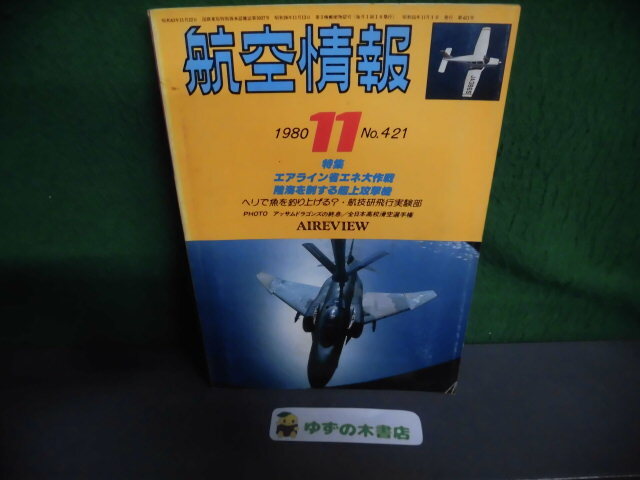 航空情報
1980 11 No.421
特集
エアライン省エネ大作戦
陸海を制する艦上攻撃機
ヘリで魚を釣り上げる?・航技研飛行実験部
PHOTO アッサムドラゴンズの終息/全日本高校滑空選手権
AIREVIEW
ゆずの木書店